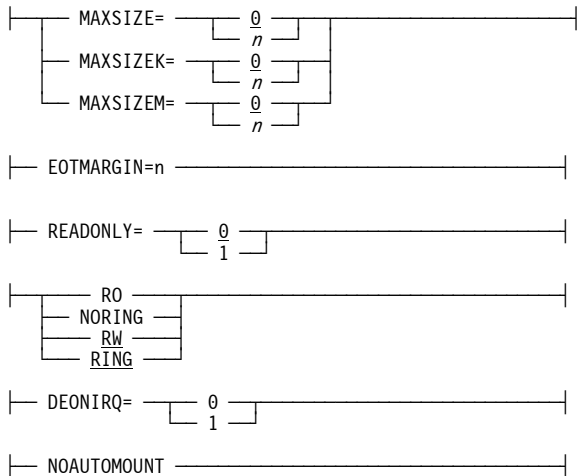 MAXSIZE= 0
n
MAXSIZEK= 0
n
MAXSIZEM= 0
n
EOTMARGIN=n
READONLY= 0
1
RO
NORING
RW
RING
DEONIRQ= 0
1
NOAUTOMOUNT